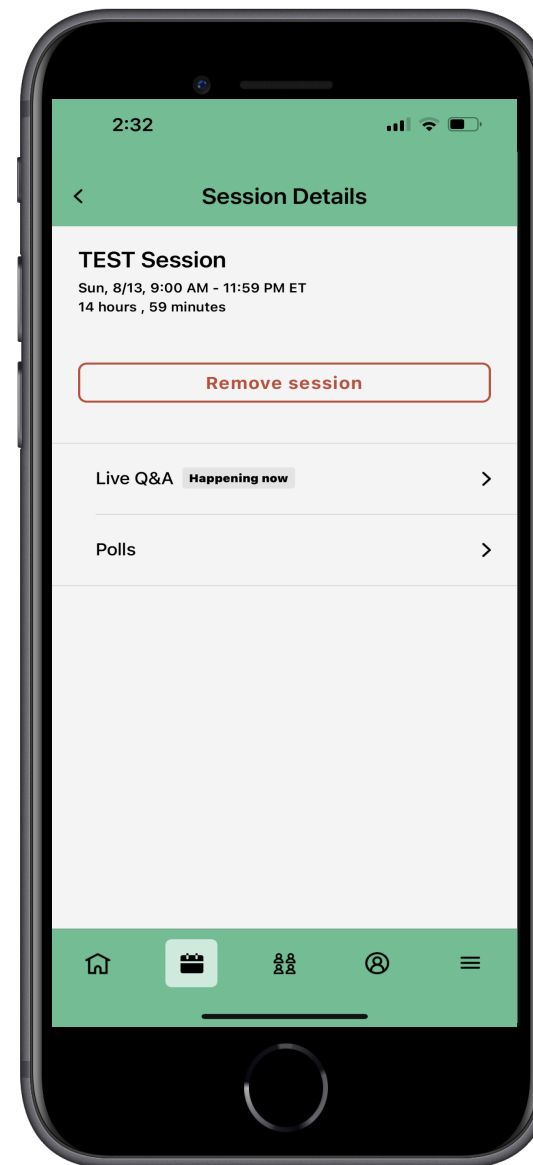 2:32
Session Details
TEST Session
Sun, 8/13, 9:00 AM - 11:59 PM ET
14 hours , 59 minutes
Remove session
Live Q&A Happening now
Polls